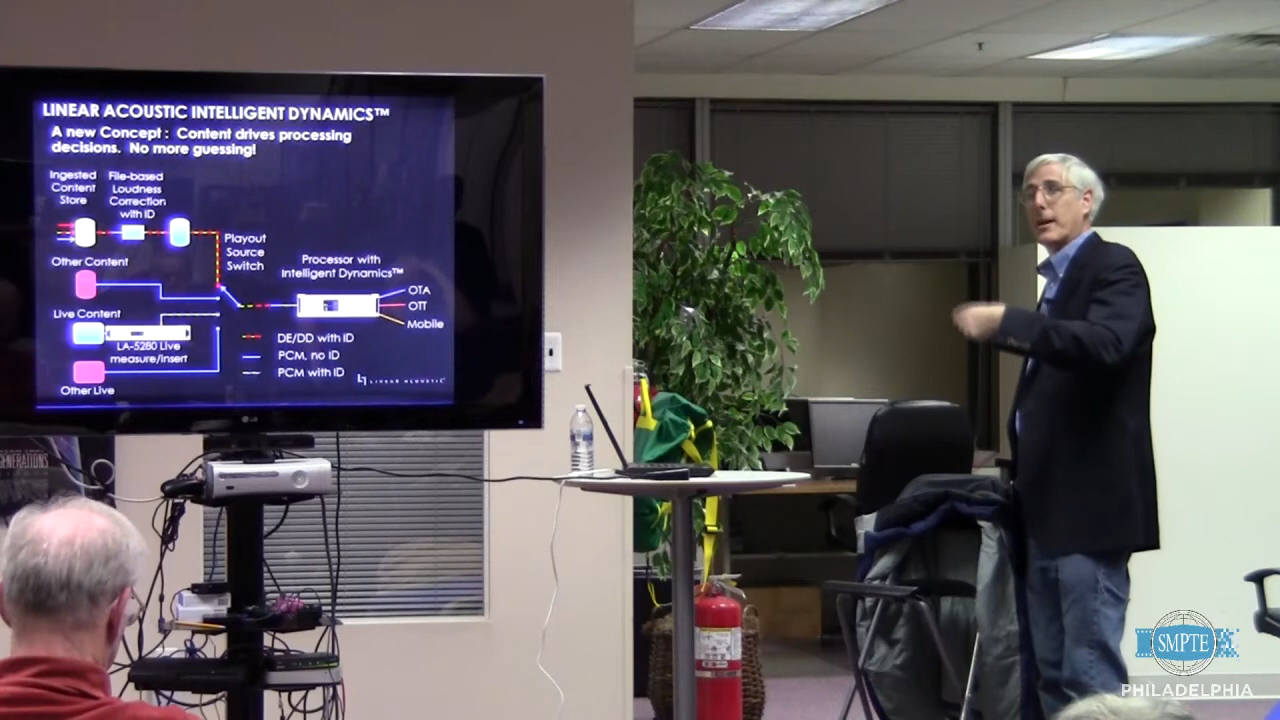 LINEAR ACOUSTIC INTELLIGENT DYNAMICS™
A new Concept : Content drives processing
decisions. No more guessing!
Ingested
Content
Store
File-based
Loudness
Correction
with ID
Playout
Source
Switch
Other Content
Processor with
Intelligent Dynamics™
OTA
OTT
Mobile
Live Content
LA-5280 Live
measure/insert
Other Live
DE/DD with ID
PCM, no ID
PCM with ID
LINEAR ACOUSTIC
LG
GENERATIONS
SMPTE
PHILADELPHIA